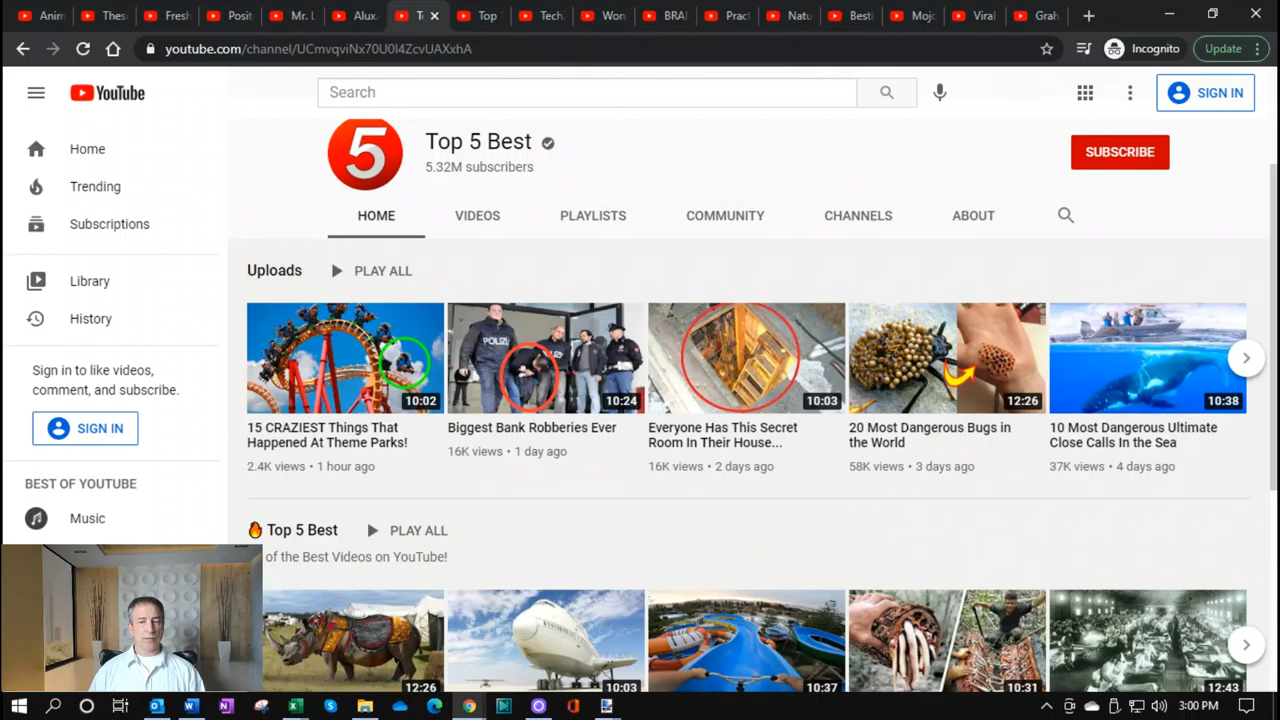 Anim
These
Fresh
Posit
Mr. L
Alux.
To
Top
Tech
Won
BRAI
Pract
Natu
Besti
Mojo
Viral
Grah
youtube.com/channel/UCmvqviNx70U0I4ZcvUAXxhA
Incognito
Update
YouTube
Search
SIGN IN
Home
Trending
Subscriptions
Library
History
Sign in to like videos,
comment, and subscribe.
SIGN IN
BEST OF YOUTUBE
Music
5
Top 5 Best
5.32M subscribers
SUBSCRIBE
HOME
VIDEOS
PLAYLISTS
COMMUNITY
CHANNELS
ABOUT
Uploads
PLAY ALL
POLIZIA
10:02
10:24
10:03
12:26
10:38
15 CRAZIEST Things That
Happened At Theme Parks!
2.4K views • 1 hour ago
Biggest Bank Robberies Ever
16K views • 1 day ago
Everyone Has This Secret
Room In Their House...
16K views • 2 days ago
20 Most Dangerous Bugs in
the World
58K views • 3 days ago
10 Most Dangerous Ultimate
Close Calls In the Sea
37K views • 4 days ago
Top 5 Best
PLAY ALL
of the Best Videos on YouTube!
12:26
10:03
10:37
10:31
12:43
3:00 PM